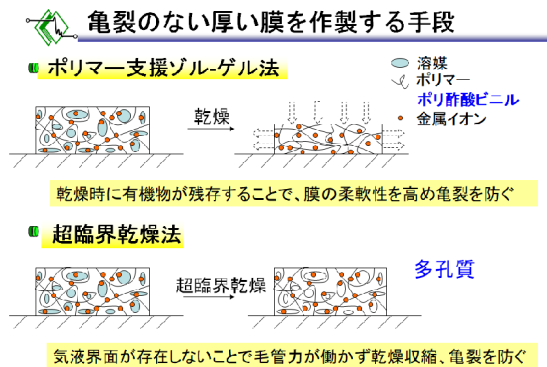 亀裂のない厚い膜を作製する手段
ポリマー支援ゾル-ゲル法
溶媒
ポリマー
ポリ酢酸ビニル
金属イオン
乾燥
乾燥時に有機物が残存することで、膜の柔軟性を高め亀裂を防ぐ
超臨界乾燥法
超臨界乾燥
多孔質
気液界面が存在しないことで毛管力が働かず乾燥収縮、亀裂を防ぐ